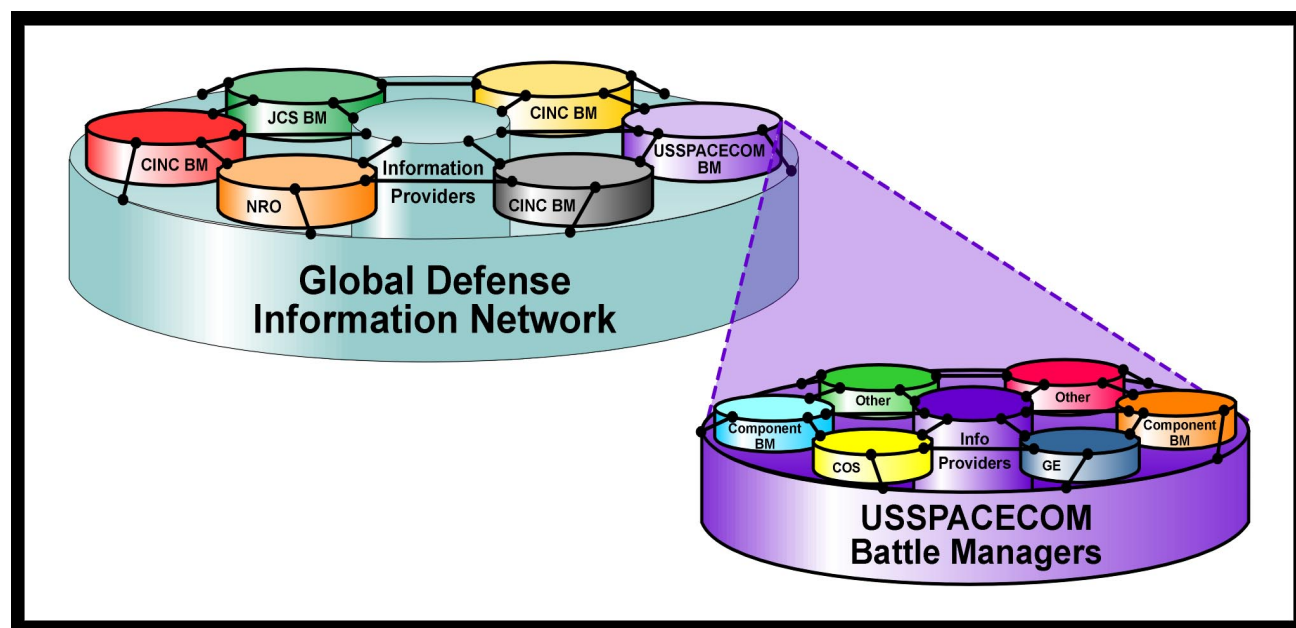 JCS BM
CINC BM
CINC BM
USSPACECOM
BM
Information
Providers
NRO
CINC BM
Global Defense
Information Network
Other
Other
Component
BM
Component
BM
Info
Providers
COS
GE
USSPACECOM
Battle Managers